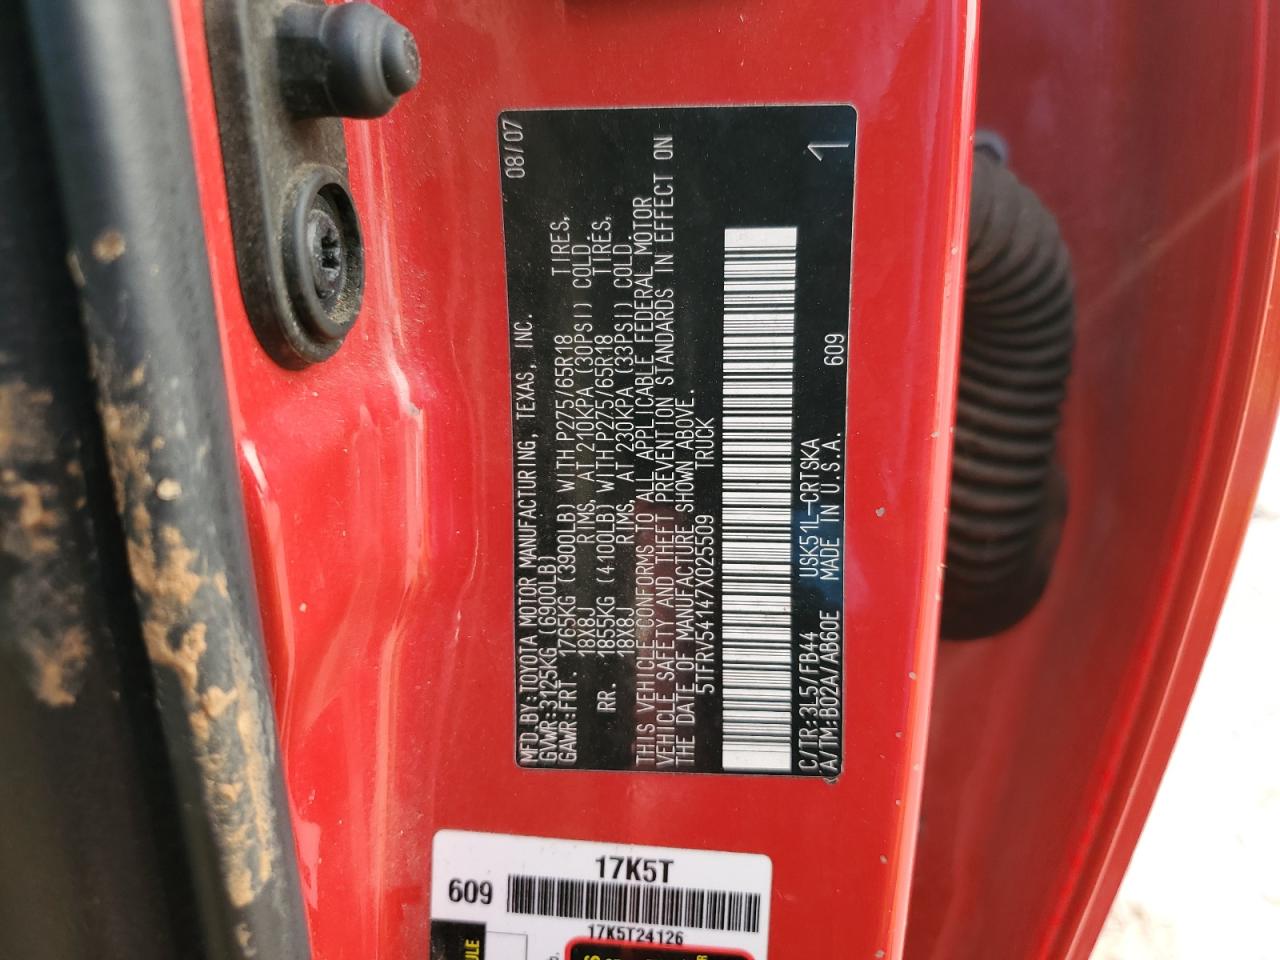 MFD.BY:TOYOTA MOTOR MANUFACTURING, TEXAS, INC. 08/07
GVWR:3125KG (6900LB)
GAWR:FRT. 1765KG (3900LB) WITH P275/65R18 TIRES,
18X8J RIMS, AT 210KPA (30PSI) COLD
RR. 1855KG (4100LB) WITH P275/65R18 TIRES,
18X8J RIMS, AT 230KPA (33PSI) COLD
THIS VEHICLE CONFORMS TO ALL APPLICABLE FEDERAL MOTOR
VEHICLE SAFETY AND THEFT PREVENTION STANDARDS IN EFFECT ON
THE DATE OF MANUFACTURE SHOWN ABOVE.
5TFRV54147X025509 TRUCK
C/TR:3L5/FB44 USK51L-CRTSKA
A/TM:B02A/AB60E MADE IN U.S.A. 609
1
17K5T
609
17K5T24126